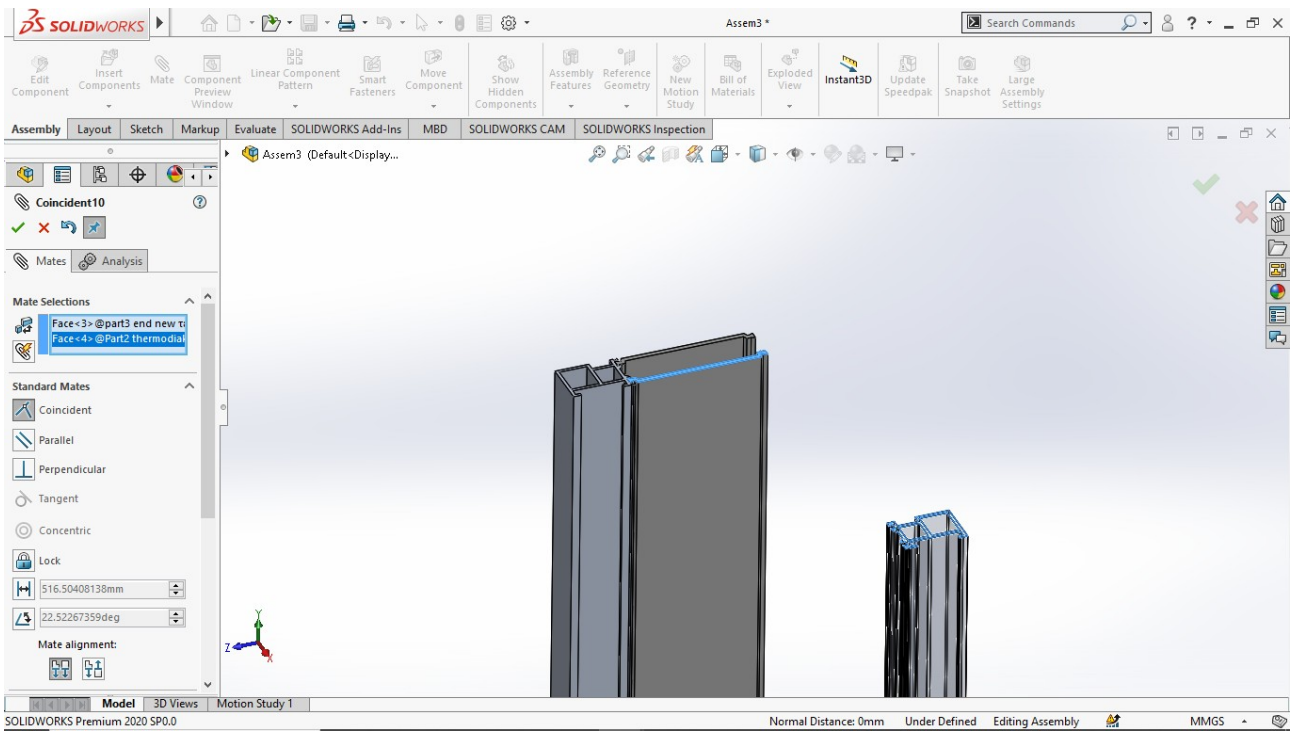 SOLIDWORKS
Assem3 *
Search Commands
?
Edit Component
Insert Components
Mate
Component Preview Window
Linear Component Pattern
Smart Fasteners
Move Component
Show Hidden Components
Assembly Features
Reference Geometry
New Motion Study
Bill of Materials
Exploded View
Instant3D
Update Speedpak
Take Snapshot
Large Assembly Settings
Assembly Layout Sketch Markup Evaluate SOLIDWORKS Add-Ins MBD SOLIDWORKS CAM SOLIDWORKS Inspection
Assem3 (Default<Display...
Coincident10
Mates Analysis
Mate Selections
Face<3>@part3 end new
Face<4>@Part2
Standard Mates
Coincident
Parallel
Perpendicular
Tangent
Concentric
Lock
516.50408138mm
22.52267359deg
Mate alignment:
Y
Z
X
Model 3D Views Motion Study 1
SOLIDWORKS Premium 2020 SP0.0
Normal Distance: 0mm Under Defined Editing Assembly MMGS